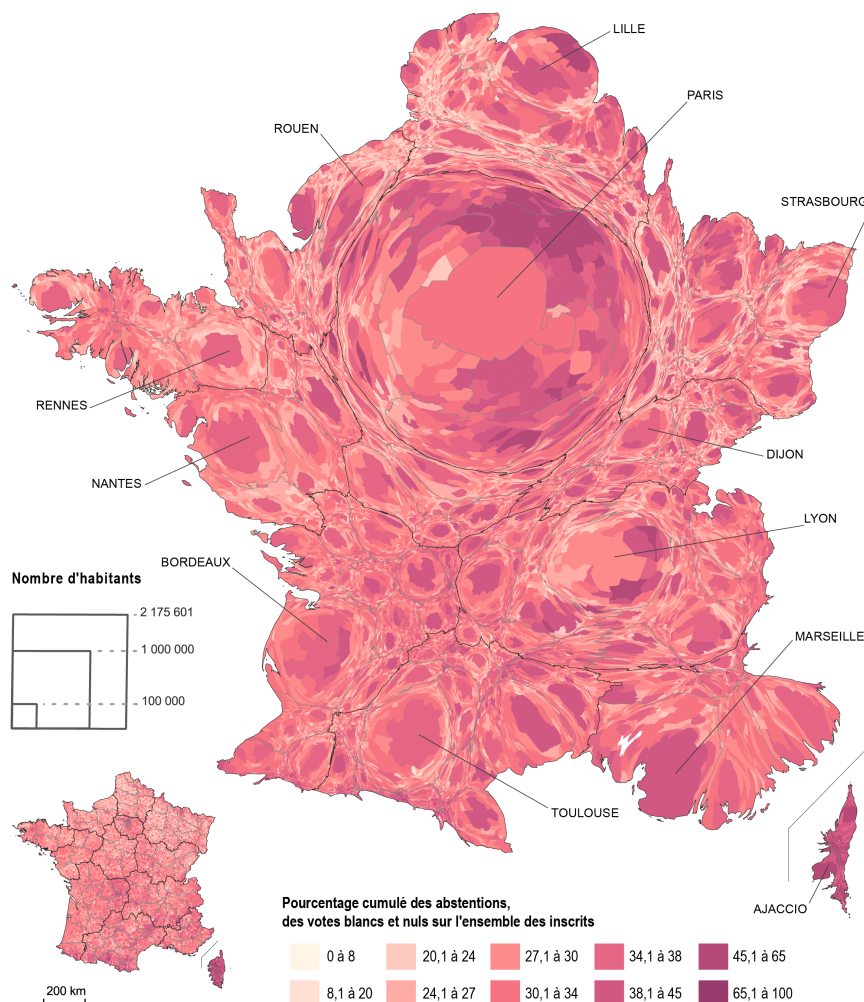 LILLE
PARIS
ROUEN
STRASBOURG
RENNES
DIJON
NANTES
LYON
BORDEAUX
Nombre d'habitants
2 175 601
1 000 000
100 000
MARSEILLE
TOULOUSE
AJACCIO
Pourcentage cumulé des abstentions,
des votes blancs et nuls sur l'ensemble des inscrits
0 à 8
20,1 à 24
27,1 à 30
34,1 à 38
45,1 à 65
8,1 à 20
24,1 à 27
30,1 à 34
38,1 à 45
65,1 à 100
200 km